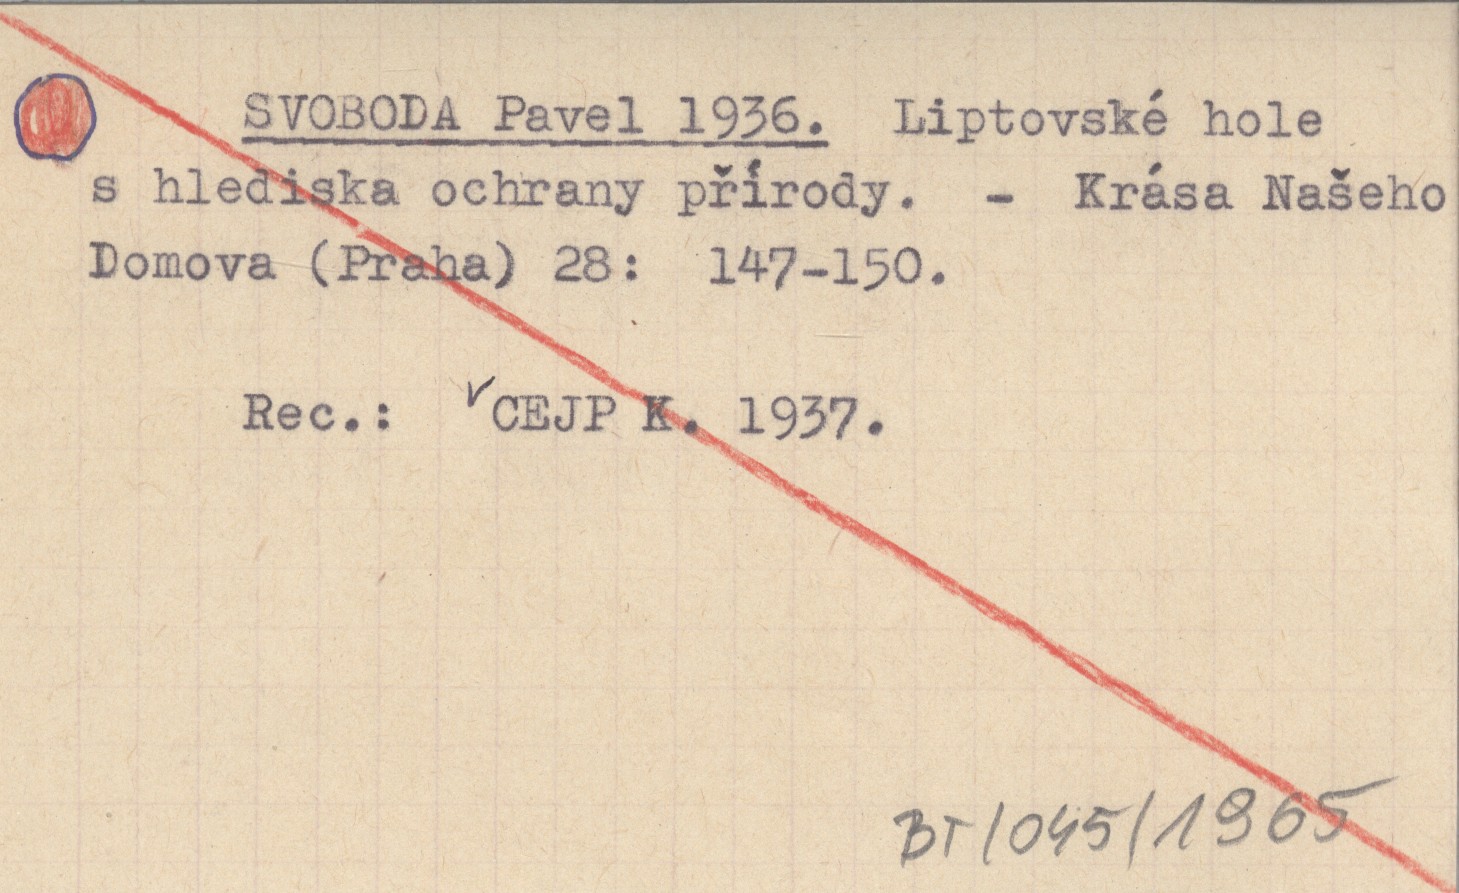 SVOBODA Pavel 1936. Liptovské hole
s hlediska ochrany přírody. - Krása Našeho
Domova (Praha) 28: 147-150.
Rec.: CEJP K. 1937.
BT/045/1965